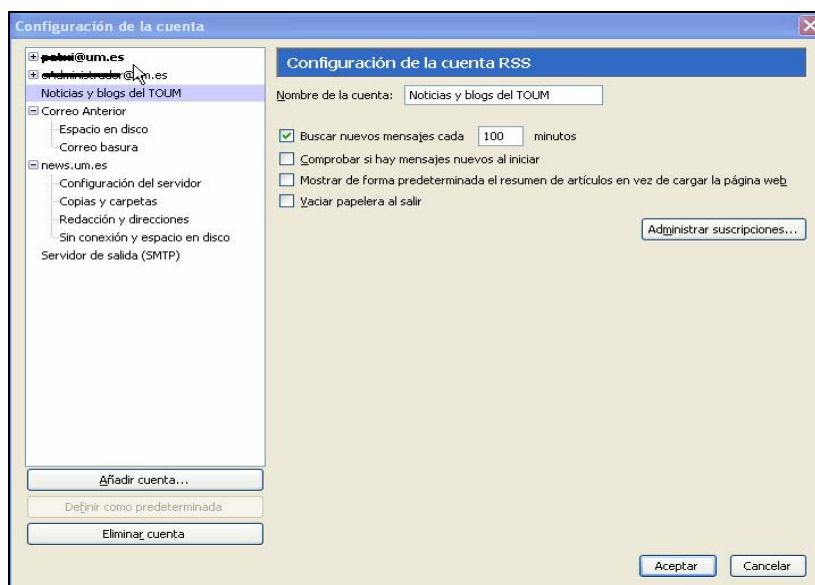 Configuración de la cuenta
@um.es
Noticias y blogs del TOUM
Correo Anterior
Espacio en disco
Correo basura
news.um.es
Configuración del servidor
Copias y carpetas
Redacción y direcciones
Sin conexión y espacio en disco
Servidor de salida (SMTP)
Añadir cuenta...
Definir como predeterminada
Eliminar cuenta
Configuración de la cuenta RSS
Nombre de la cuenta: Noticias y blogs del TOUM
Buscar nuevos mensajes cada 100 minutos
Comprobar si hay mensajes nuevos al iniciar
Mostrar de forma predeterminada el resumen de artículos en vez de cargar la página web
Vaciar papelera al salir
Administrar suscripciones...
Aceptar Cancelar